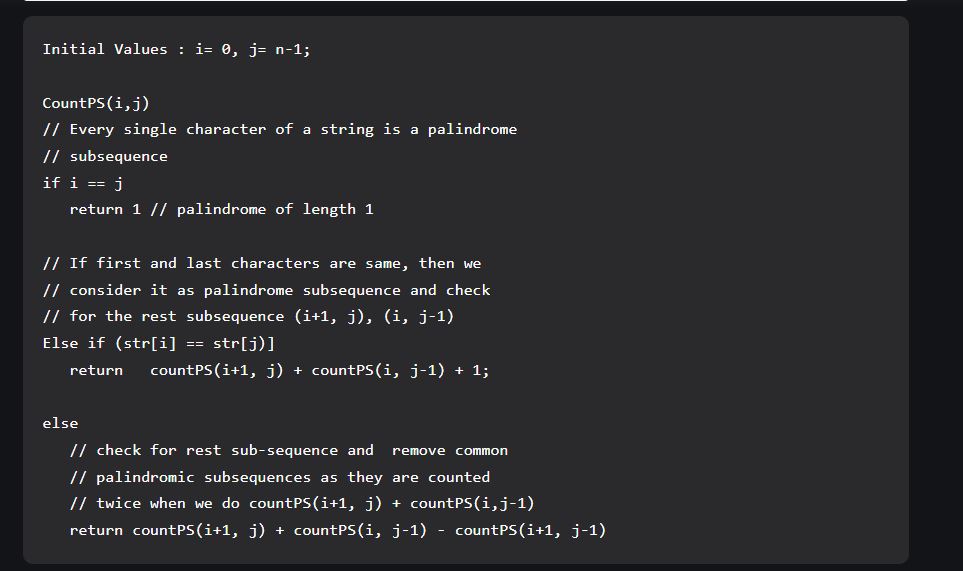 Initial Values : i= 0, j= n-1;
CountPS(i,j)
// Every single character of a string is a palindrome
// subsequence
if i == j
   return 1 // palindrome of length 1
// If first and last characters are same, then we
// consider it as palindrome subsequence and check
// for the rest subsequence (i+1, j), (i, j-1)
Else if (str[i] == str[j)]
   return   countPS(i+1, j) + countPS(i, j-1) + 1;
else
   // check for rest sub-sequence and  remove common
   // palindromic subsequences as they are counted
   // twice when we do countPS(i+1, j) + countPS(i,j-1)
   return countPS(i+1, j) + countPS(i, j-1) - countPS(i+1, j-1)